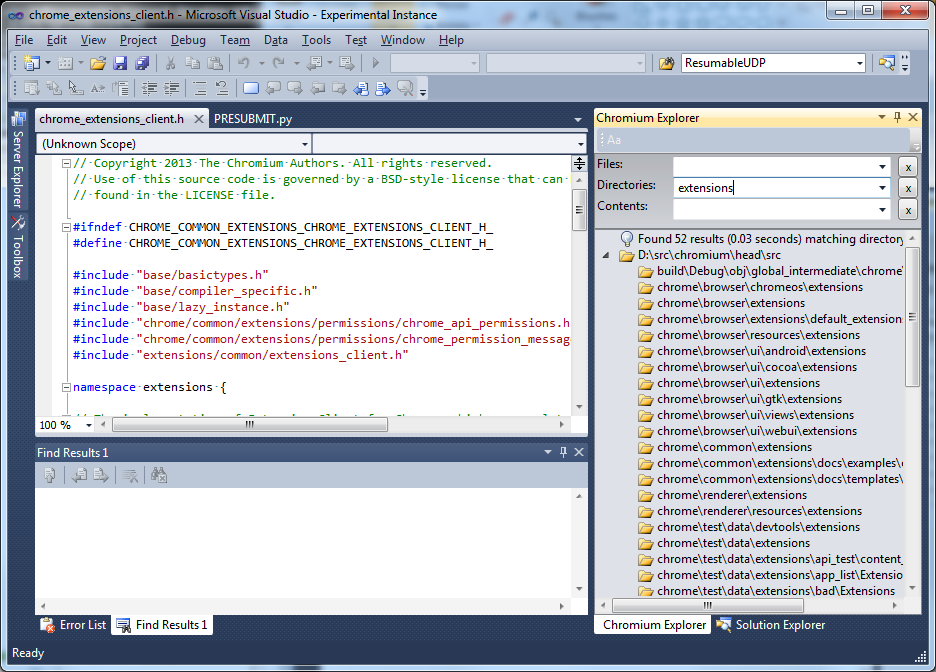 chrome_extensions_client.h - Microsoft Visual Studio - Experimental Instance
File Edit View Project Debug Team Data Tools Test Window Help
ResumableUDP
Server Explorer
Toolbox
chrome_extensions_client.h PRESUBMIT.py
(Unknown Scope)
// Copyright 2013 The Chromium Authors. All rights reserved.
// Use of this source code is governed by a BSD-style license that can
// found in the LICENSE file.
#ifndef CHROME_COMMON_EXTENSIONS_CHROME_EXTENSIONS_CLIENT_H_
#define CHROME_COMMON_EXTENSIONS_CHROME_EXTENSIONS_CLIENT_H_
#include "base/basictypes.h"
#include "base/compiler_specific.h"
#include "base/lazy_instance.h"
#include "chrome/common/extensions/permissions/chrome_api_permissions.h
#include "chrome/common/extensions/permissions/chrome_permission_message
#include "extensions/common/extensions_client.h"
namespace extensions {
100 %
Find Results 1
Error List Find Results 1
Chromium Explorer
Aa
Files: x
Directories: extensions x
Contents: x
Found 52 results (0.03 seconds) matching directory
D:\src\chromium\head\src
build\Debug\obj\global_intermediate\chrome\
chrome\browser\chromeos\extensions
chrome\browser\extensions
chrome\browser\extensions\default_extension
chrome\browser\resources\extensions
chrome\browser\ui\android\extensions
chrome\browser\ui\cocoa\extensions
chrome\browser\ui\extensions
chrome\browser\ui\gtk\extensions
chrome\browser\ui\views\extensions
chrome\browser\ui\webui\extensions
chrome\common\extensions
chrome\common\extensions\docs\examples\
chrome\common\extensions\docs\templates\
chrome\renderer\extensions
chrome\renderer\resources\extensions
chrome\test\data\devtools\extensions
chrome\test\data\extensions
chrome\test\data\extensions\api_test\content_
chrome\test\data\extensions\app_list\Extensio
chrome\test\data\extensions\bad\Extensions
Chromium Explorer Solution Explorer
Ready